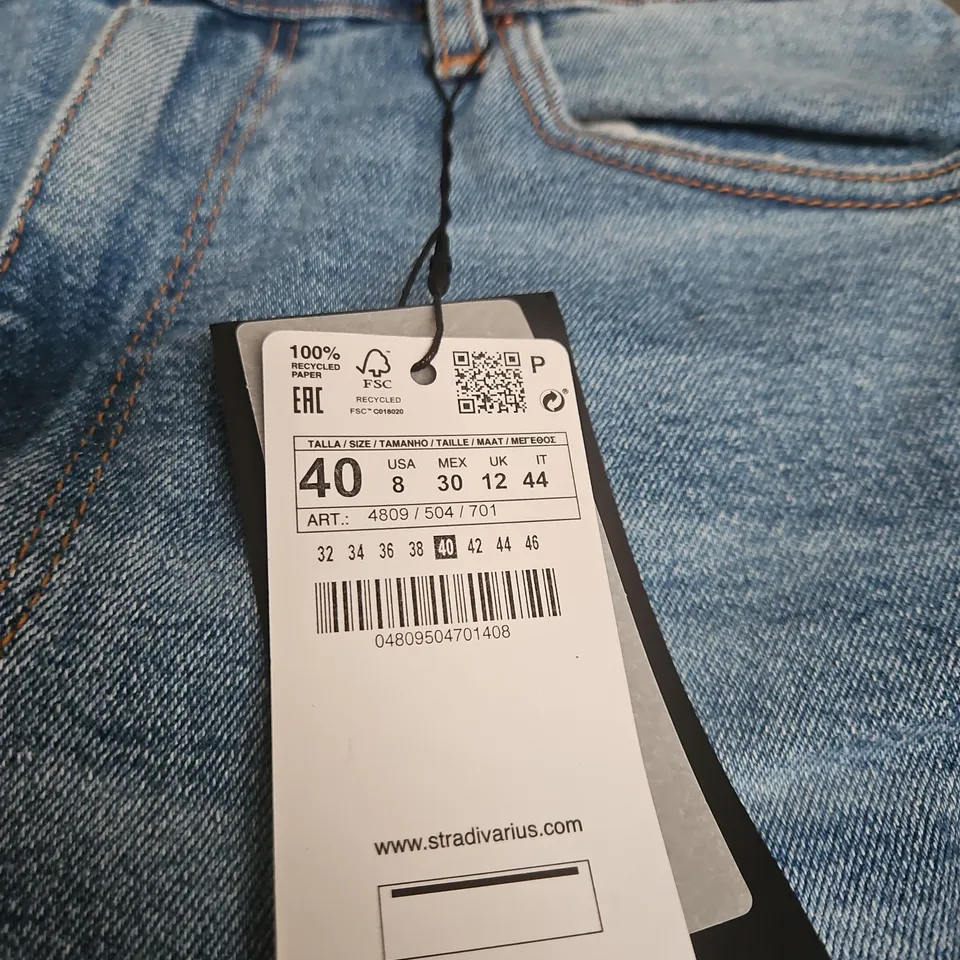 100%
RECYCLED
PAPER
EAC
FSC
RECYCLED
FSC™ C018020
P
TALLA / SIZE / TAMANHO / TAILLE / MAAT / ΜΕΓΕΘΟΣ
40 USA MEX UK IT
8 30 12 44
ART.: 4809 / 504 / 701
32 34 36 38 40 42 44 46
04809504701408
www.stradivarius.com